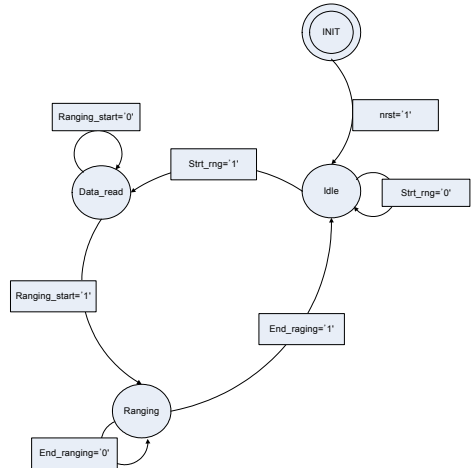 INIT
nrst=‘1’
Ranging_start=‘0’
Strt_rng=‘1’
Data_read
Idle
Strt_rng=‘0’
Ranging_start=‘1’
End_raging=‘1’
Ranging
End_ranging=‘0’